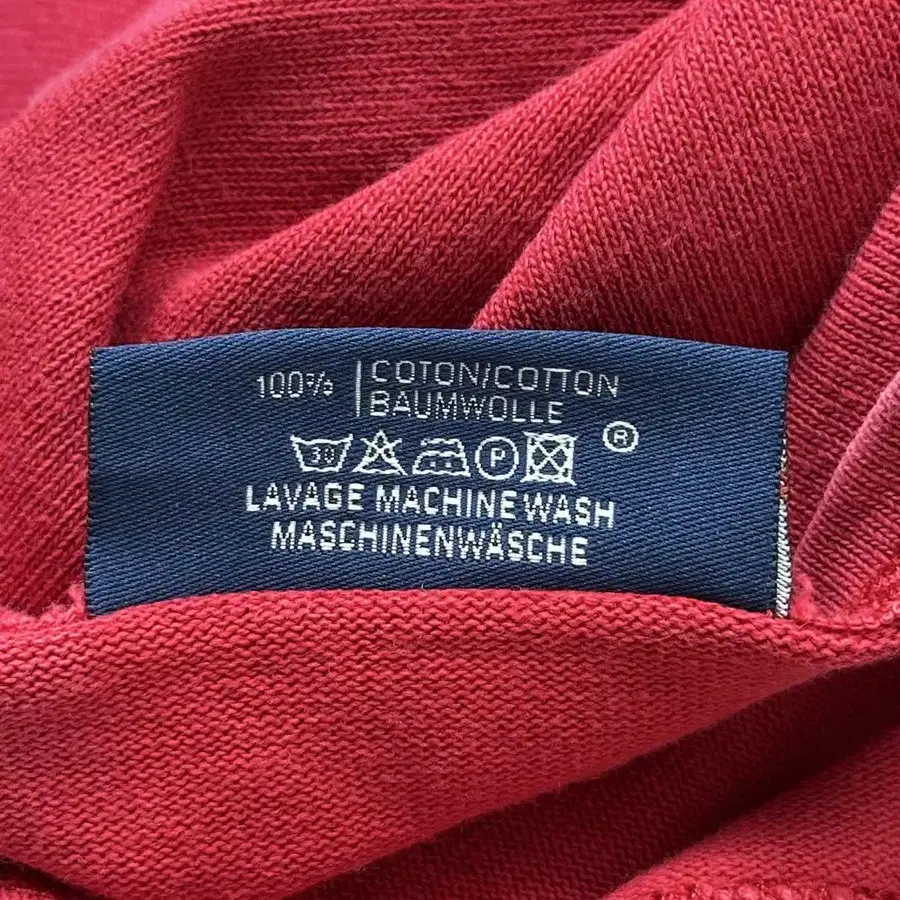 100% COTON/COTTON
BAUMWOLLE
30 P ®
LAVAGE MACHINE WASH
MASCHINENWÄSCHE